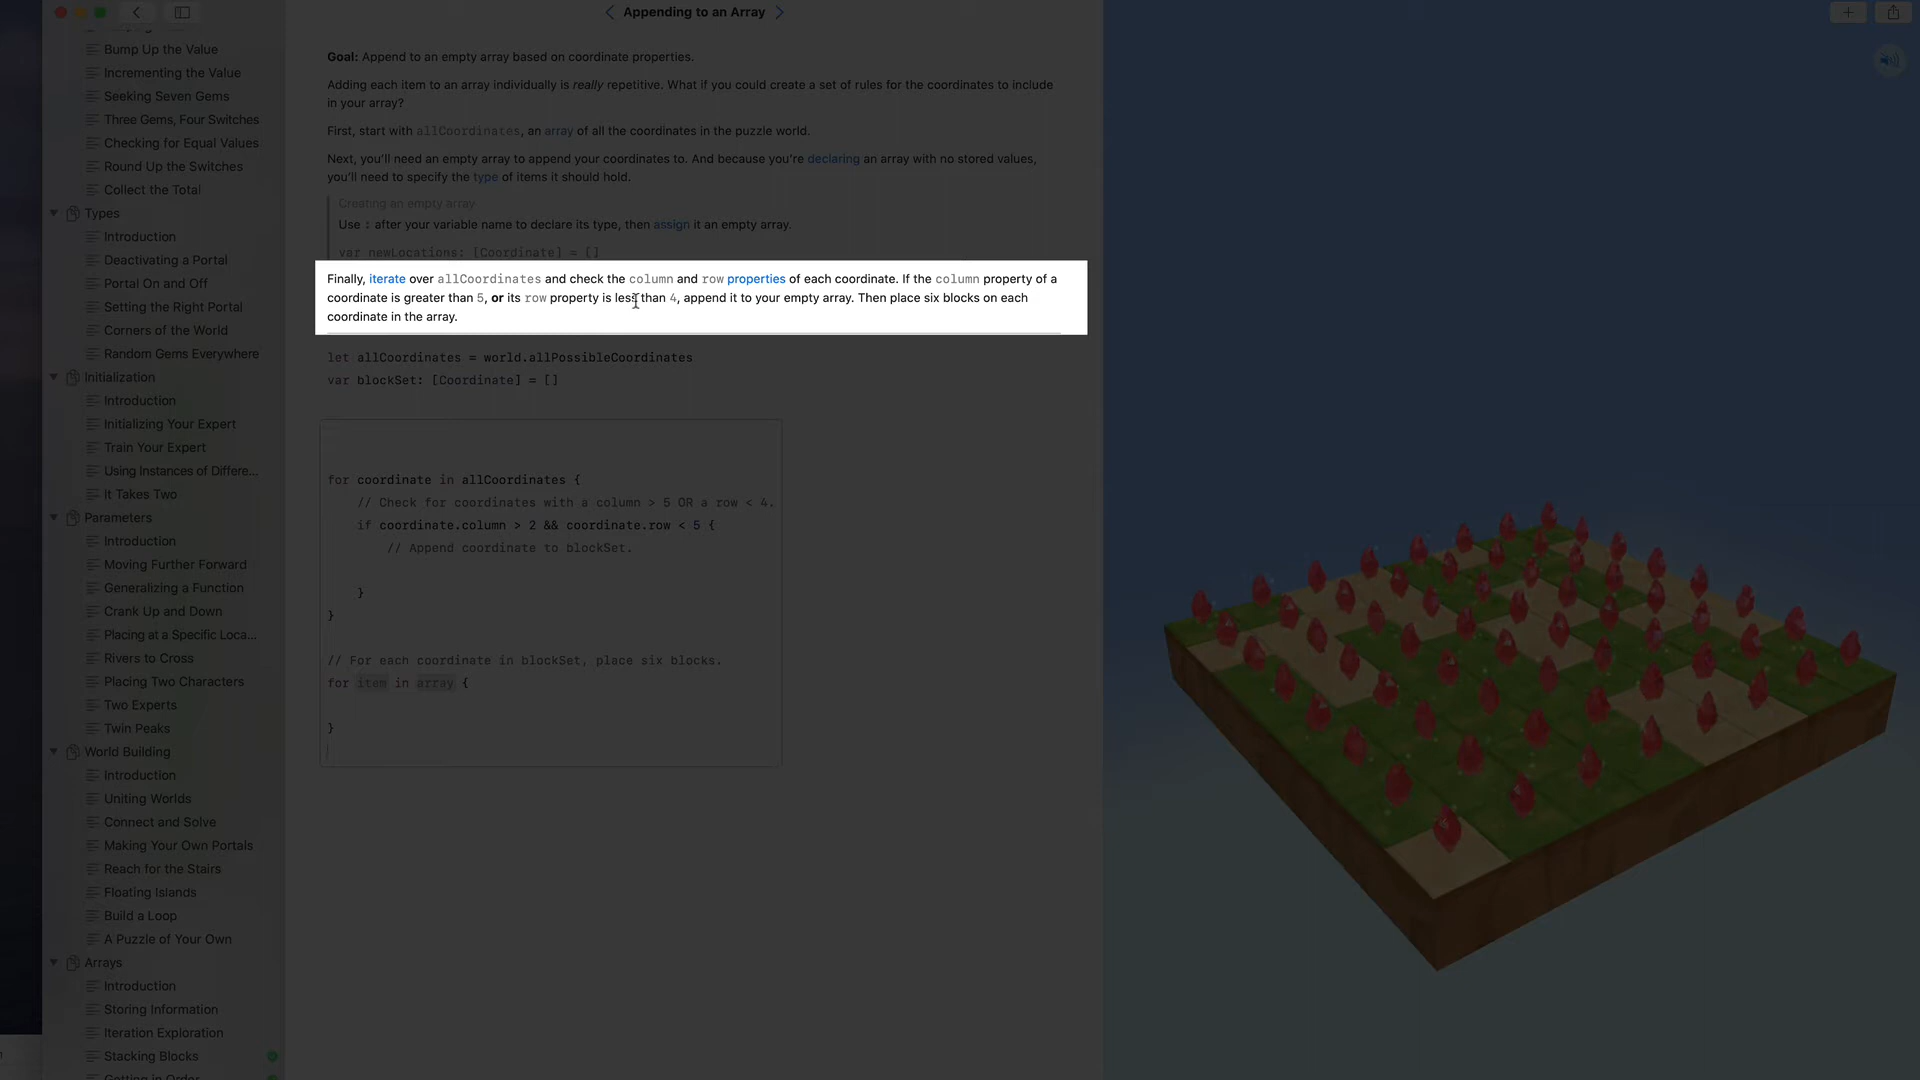 Appending to an Array
Bump Up the Value
Incrementing the Value
Seeking Seven Gems
Three Gems, Four Switches
Checking for Equal Values
Round Up the Switches
Collect the Total
Types
Introduction
Deactivating a Portal
Portal On and Off
Setting the Right Portal
Corners of the World
Random Gems Everywhere
Initialization
Introduction
Initializing Your Expert
Train Your Expert
Using Instances of Differe...
It Takes Two
Parameters
Introduction
Moving Further Forward
Generalizing a Function
Crank Up and Down
Placing at a Specific Loca...
Rivers to Cross
Placing Two Characters
Two Experts
Twin Peaks
World Building
Introduction
Uniting Worlds
Connect and Solve
Making Your Own Portals
Reach for the Stairs
Floating Islands
Build a Loop
A Puzzle of Your Own
Arrays
Introduction
Storing Information
Iteration Exploration
Stacking Blocks
Getting in Order
Goal: Append to an empty array based on coordinate properties.
Adding each item to an array individually is really repetitive. What if you could create a set of rules for the coordinates to include
in your array?
First, start with allCoordinates, an array of all the coordinates in the puzzle world.
Next, you'll need an empty array to append your coordinates to. And because you're declaring an array with no stored values,
you'll need to specify the type of items it should hold.
Creating an empty array
Use : after your variable name to declare its type, then assign it an empty array.
var newLocations: [Coordinate] = []
Finally, iterate over allCoordinates and check the column and row properties of each coordinate. If the column property of a
coordinate is greater than 5, or its row property is less than 4, append it to your empty array. Then place six blocks on each
coordinate in the array.
let allCoordinates = world.allPossibleCoordinates
var blockSet: [Coordinate] = []
for coordinate in allCoordinates {
// Check for coordinates with a column > 5 OR a row < 4.
if coordinate.column > 2 && coordinate.row < 5 {
// Append coordinate to blockSet.
}
}
// For each coordinate in blockSet, place six blocks.
for item in array {
}